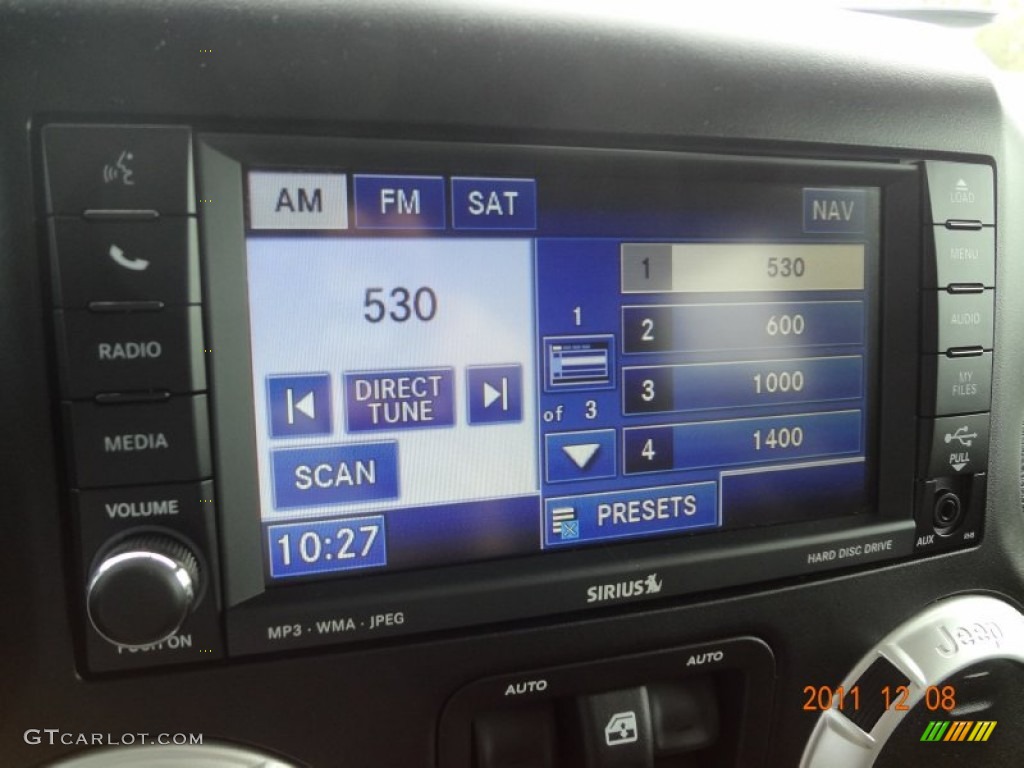 AM FM SAT NAV
530
DIRECT TUNE
SCAN
10:27
1
of 3
1 530
2 600
3 1000
4 1400
PRESETS
RADIO
MEDIA
VOLUME
PUSH ON
LOAD
MENU
AUDIO
MY FILES
PULL
AUX
MP3 · WMA · JPEG
SIRIUS
HARD DISC DRIVE
AUTO
AUTO
Jeep
2011 12 08
GTCARLOT.COM